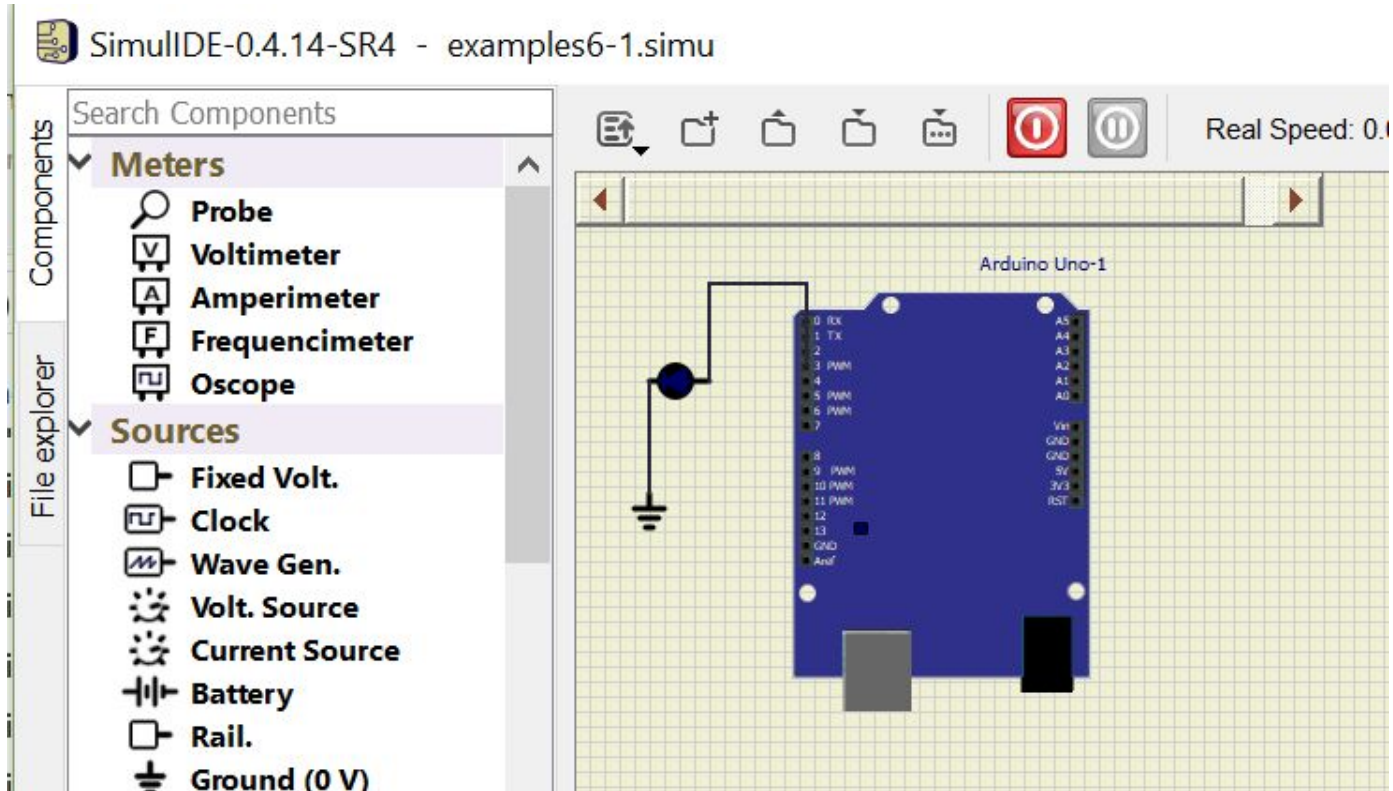 SimulIDE-0.4.14-SR4 - examples6-1.simu
Components
File explorer
Search Components
Meters
Probe
Voltimeter
Amperimeter
Frequencimeter
Oscope
Sources
Fixed Volt.
Clock
Wave Gen.
Volt. Source
Current Source
Battery
Rail.
Ground (0 V)
Real Speed: 0.
Arduino Uno-1
0 RX
1 TX
2
3 PWM
4
5 PWM
6 PWM
7
8
9 PWM
10 PWM
11 PWM
12
13
GND
Aref
A5
A4
A3
A2
A1
A0
Vin
GND
GND
5V
3V3
RST